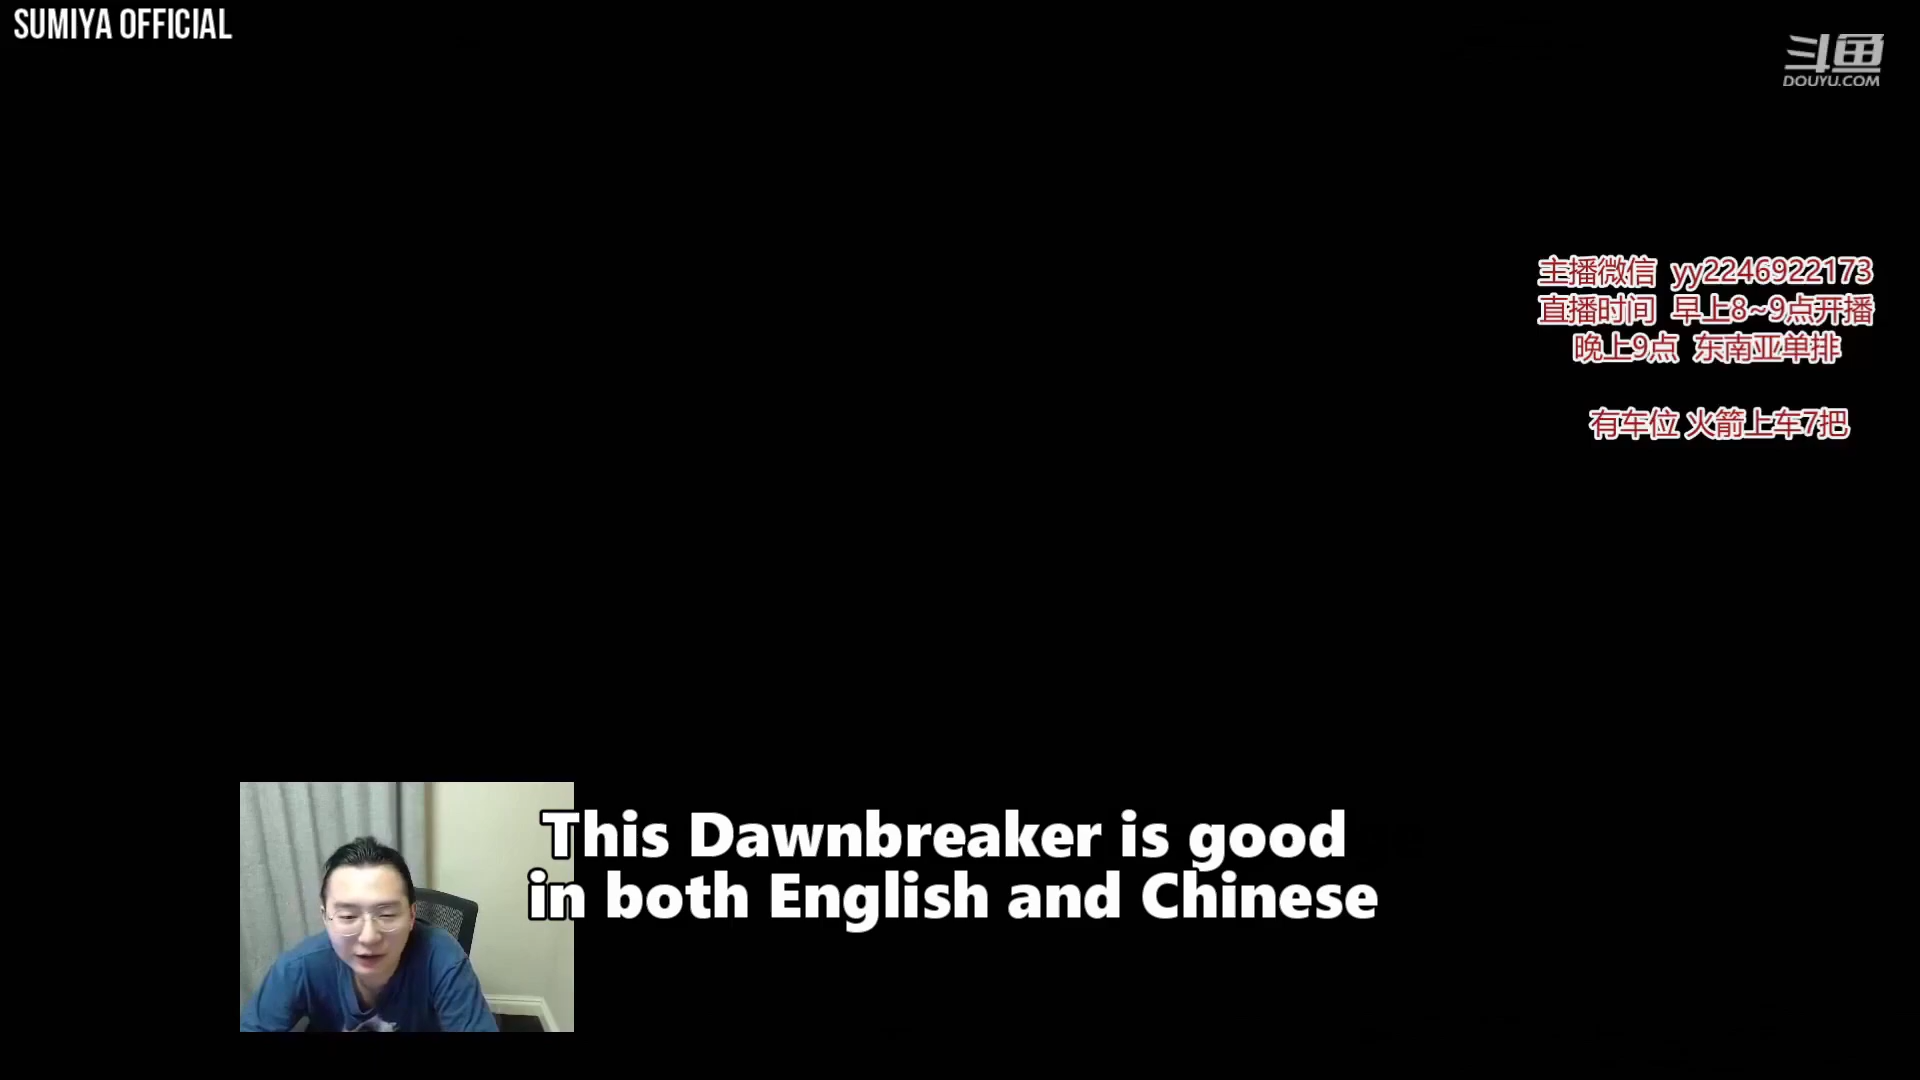 SUMIYA OFFICIAL
斗鱼
DOUYU.COM
主播微信 yy2246922173
直播时间 早上8~9点开播
晚上9点 东南亚单排
有车位 火箭上车7把
This Dawnbreaker is good
in both English and Chinese